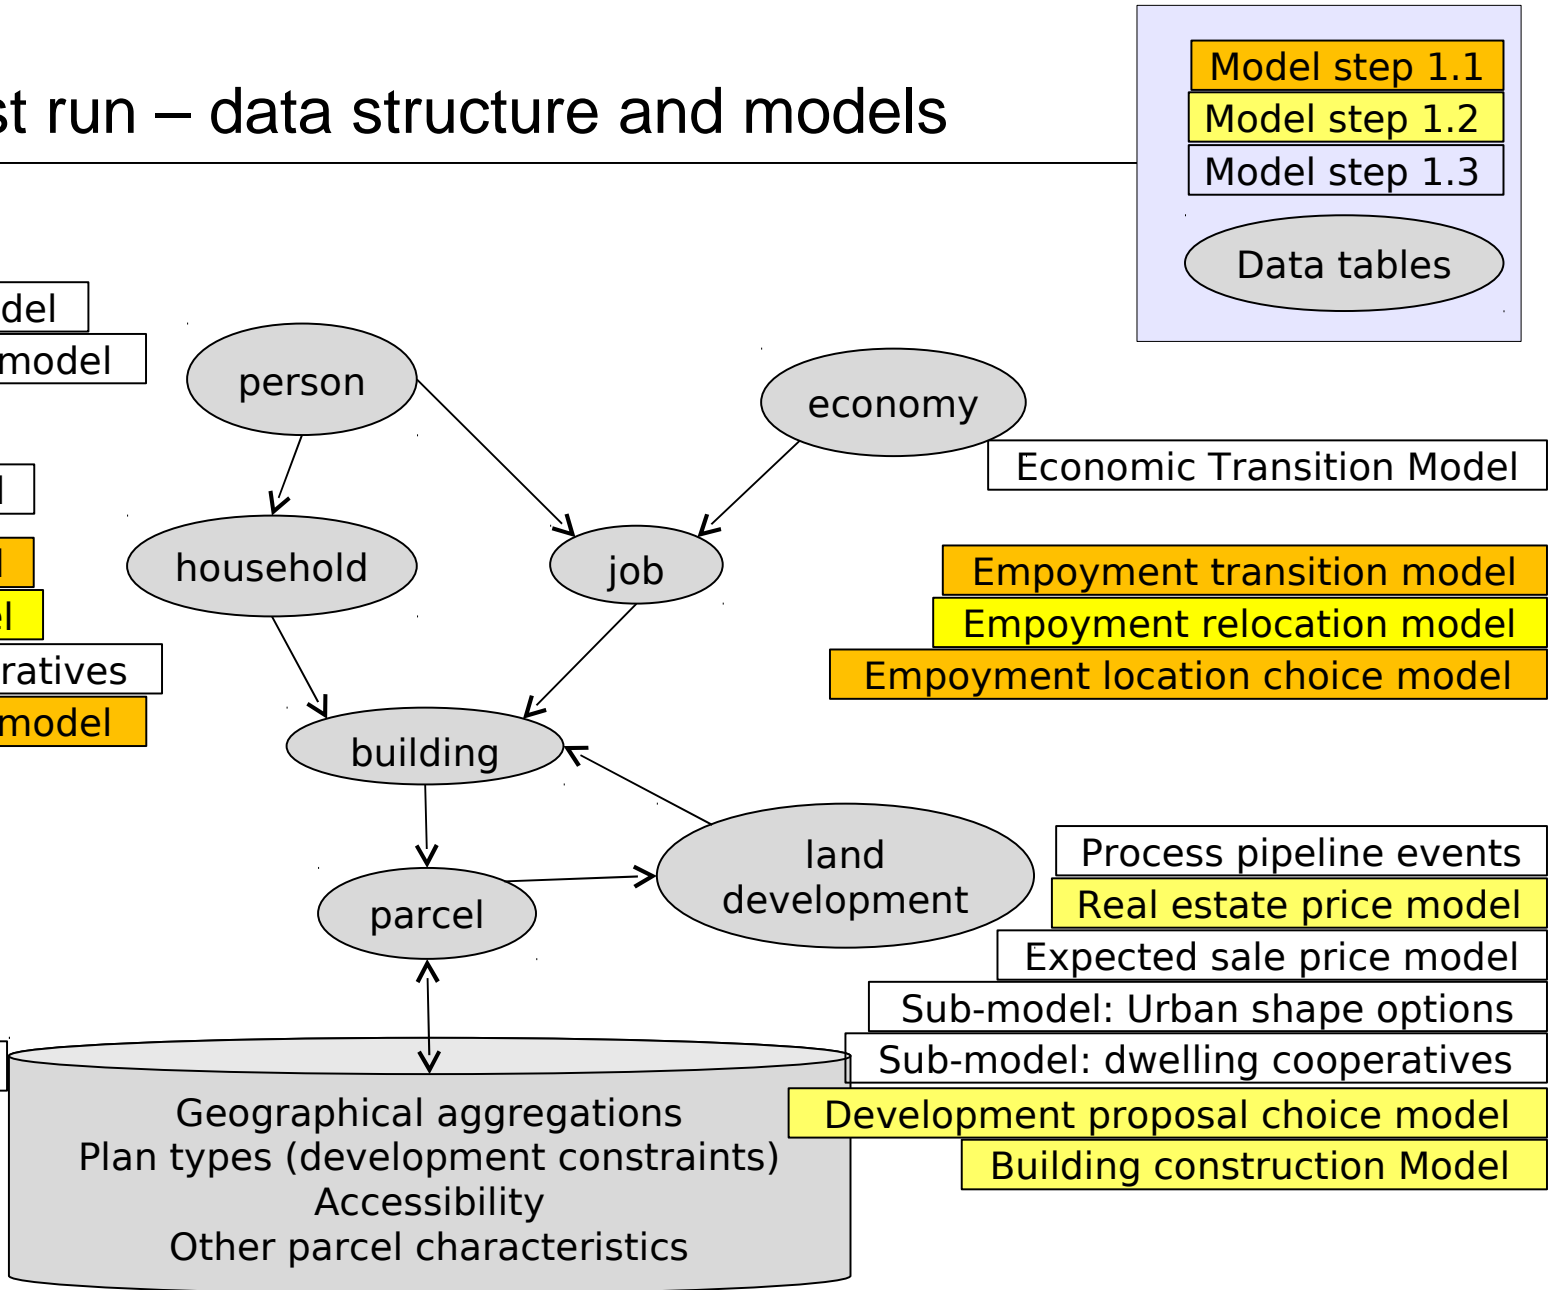 run – data structure and models
Model step 1.1
Model step 1.2
Model step 1.3
Data tables
model
person
economy
Economic Transition Model
household
job
Empoyment transition model
Empoyment relocation model
Empoyment location choice model
model
building
land
development
parcel
Process pipeline events
Real estate price model
Expected sale price model
Sub-model: Urban shape options
Sub-model: dwelling cooperatives
Development proposal choice model
Building construction Model
Geographical aggregations
Plan types (development constraints)
Accessibility
Other parcel characteristics